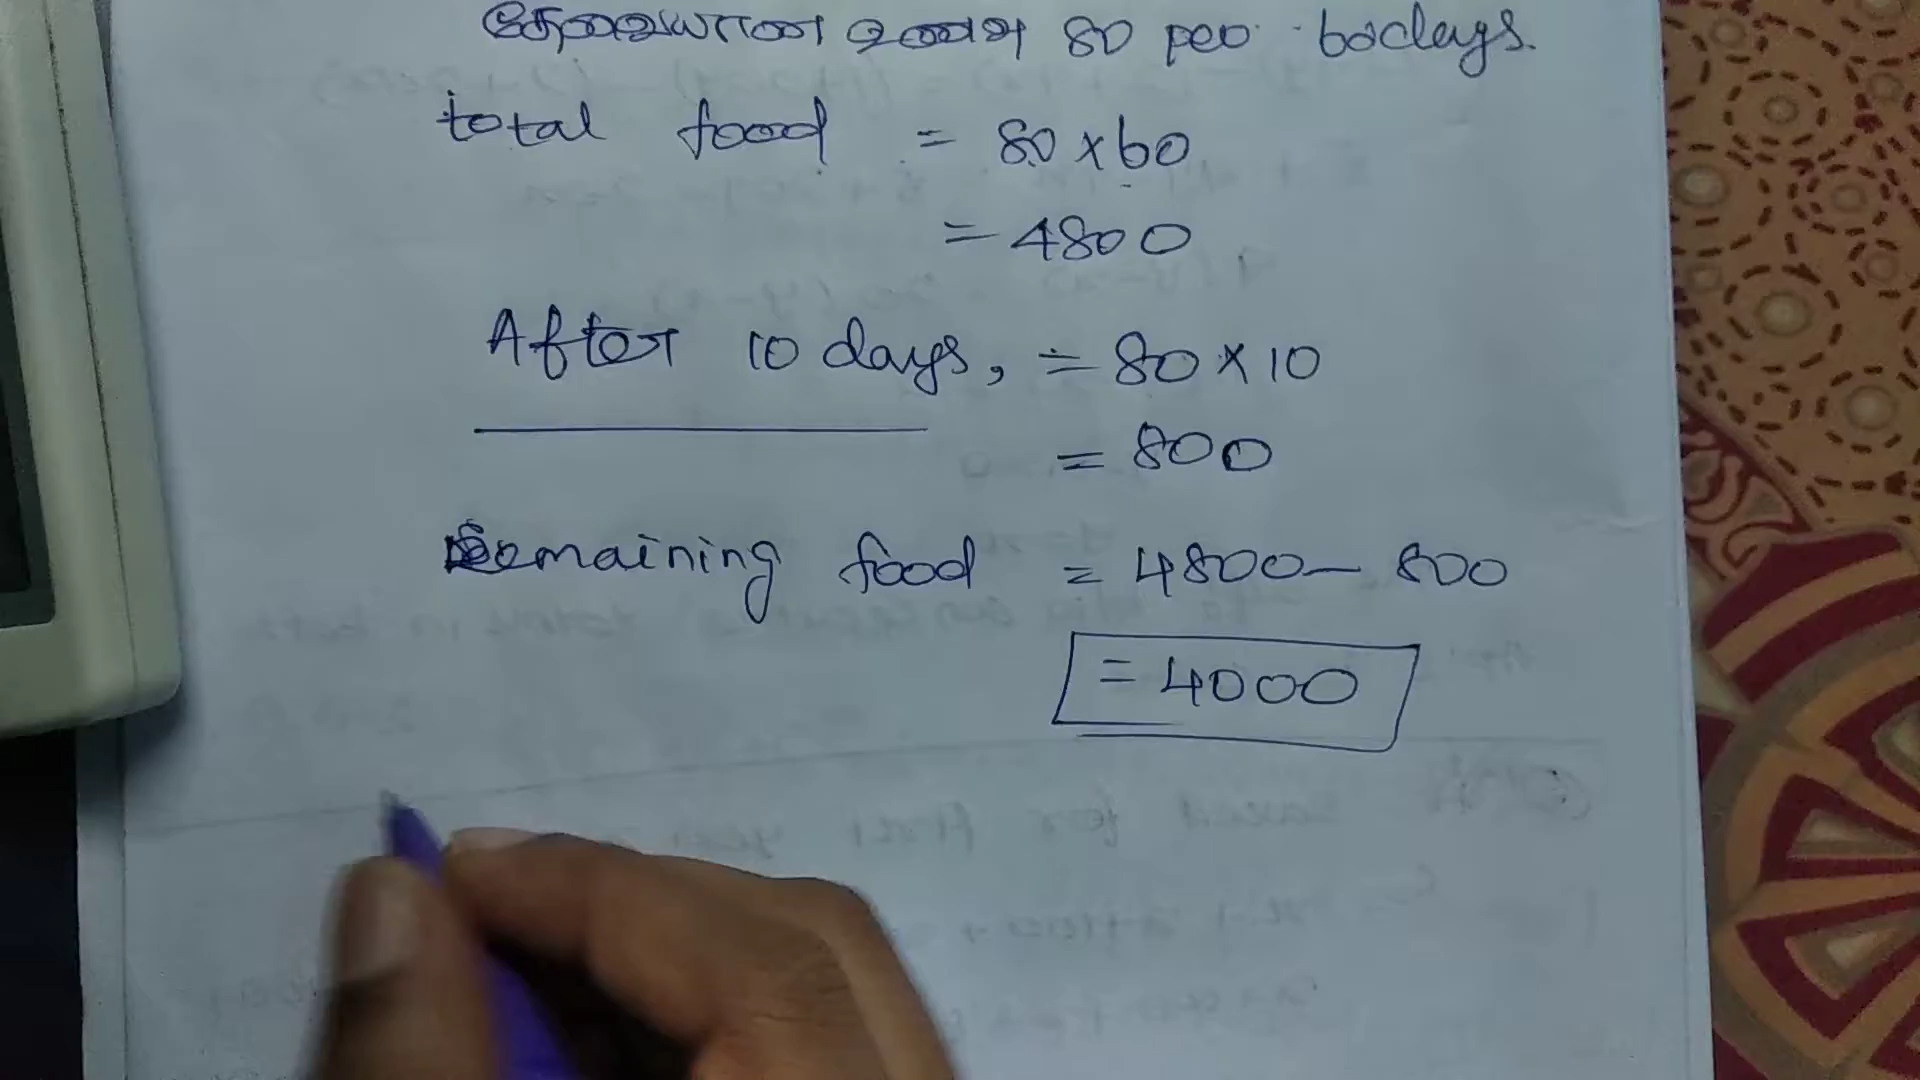 தேவையான உணவு 80 per 60 days.
total food = 80 x 60
= 4800
After 10 days, = 80 x 10
= 800
Remaining food = 4800 - 800
= 4000